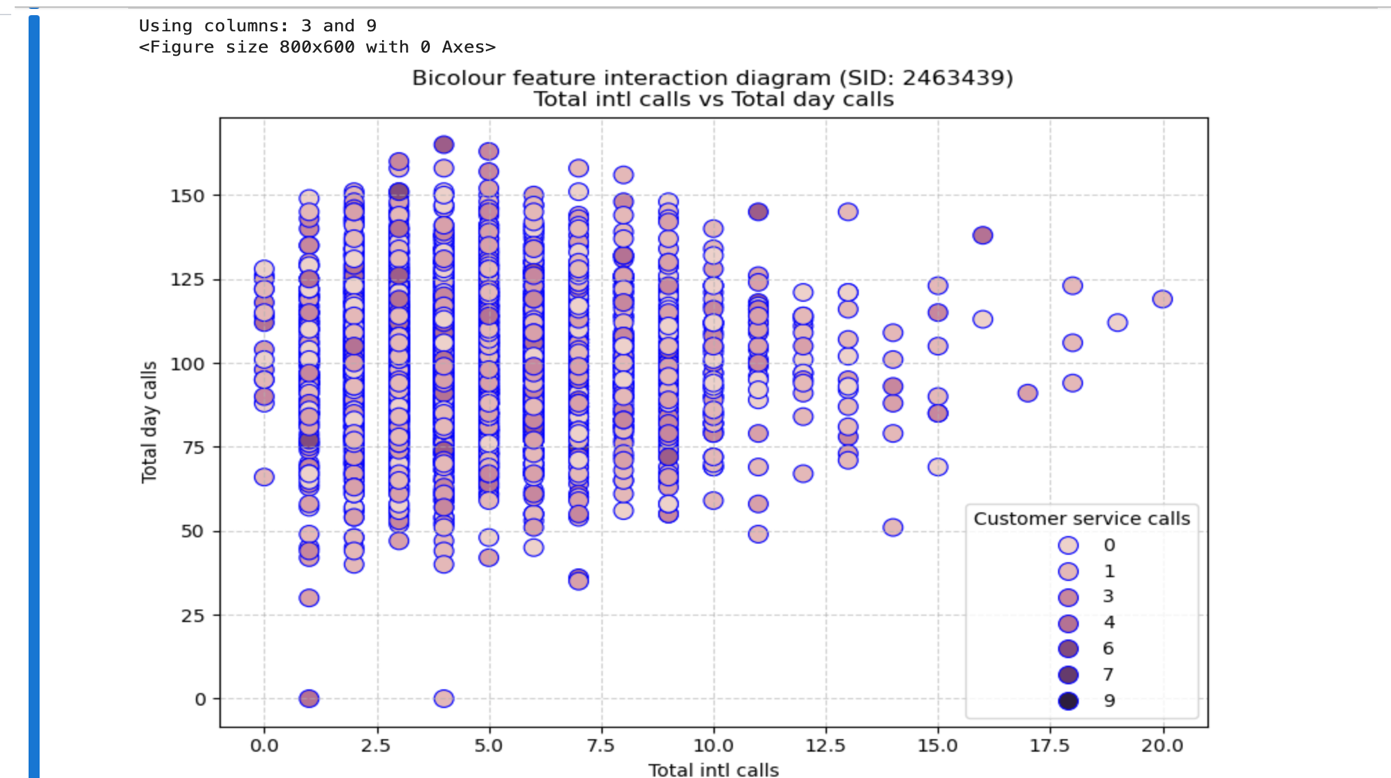 Using columns: 3 and 9
<Figure size 800x600 with 0 Axes>
Bicolour feature interaction diagram (SID: 2463439)
Total intl calls vs Total day calls
150
125
100
75
50
25
0
Total day calls
Customer service calls
0
1
3
4
6
7
9
0.0 2.5 5.0 7.5 10.0 12.5 15.0 17.5 20.0
Total intl calls